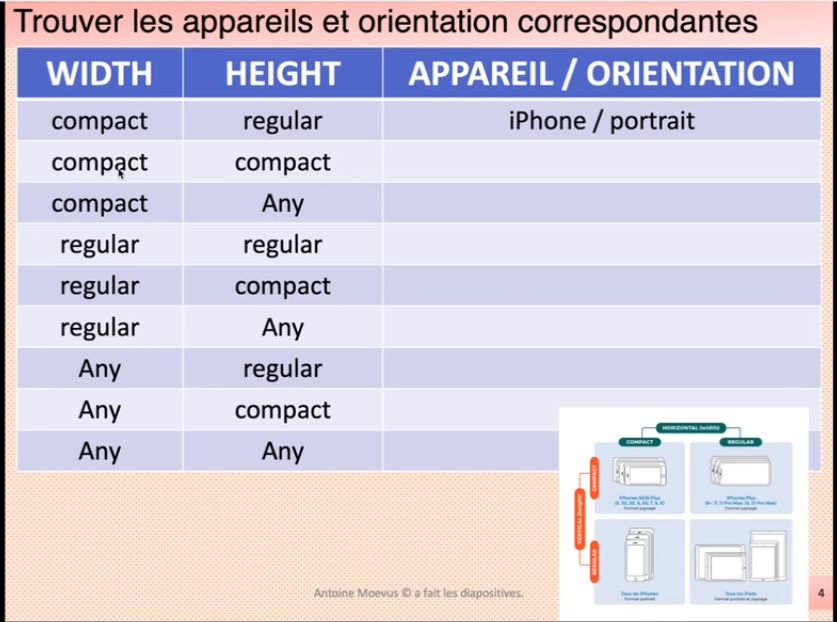 Trouver les appareils et orientation correspondantes
WIDTH HEIGHT APPAREIL / ORIENTATION
compact regular iPhone / portrait
compact compact
compact Any
regular regular
regular compact
regular Any
Any regular
Any compact
Any Any
HORIZONTAL (width)
COMPACT REGULAR
VERTICAL (height)
COMPACT
iPhones NON Plus
Format paysage
iPhones Plus
Format paysage
REGULAR
Tous les iPhones
Format portrait
Tous les iPads
Format portrait et paysage
Antoine Moevus © a fait les diapositives.
4